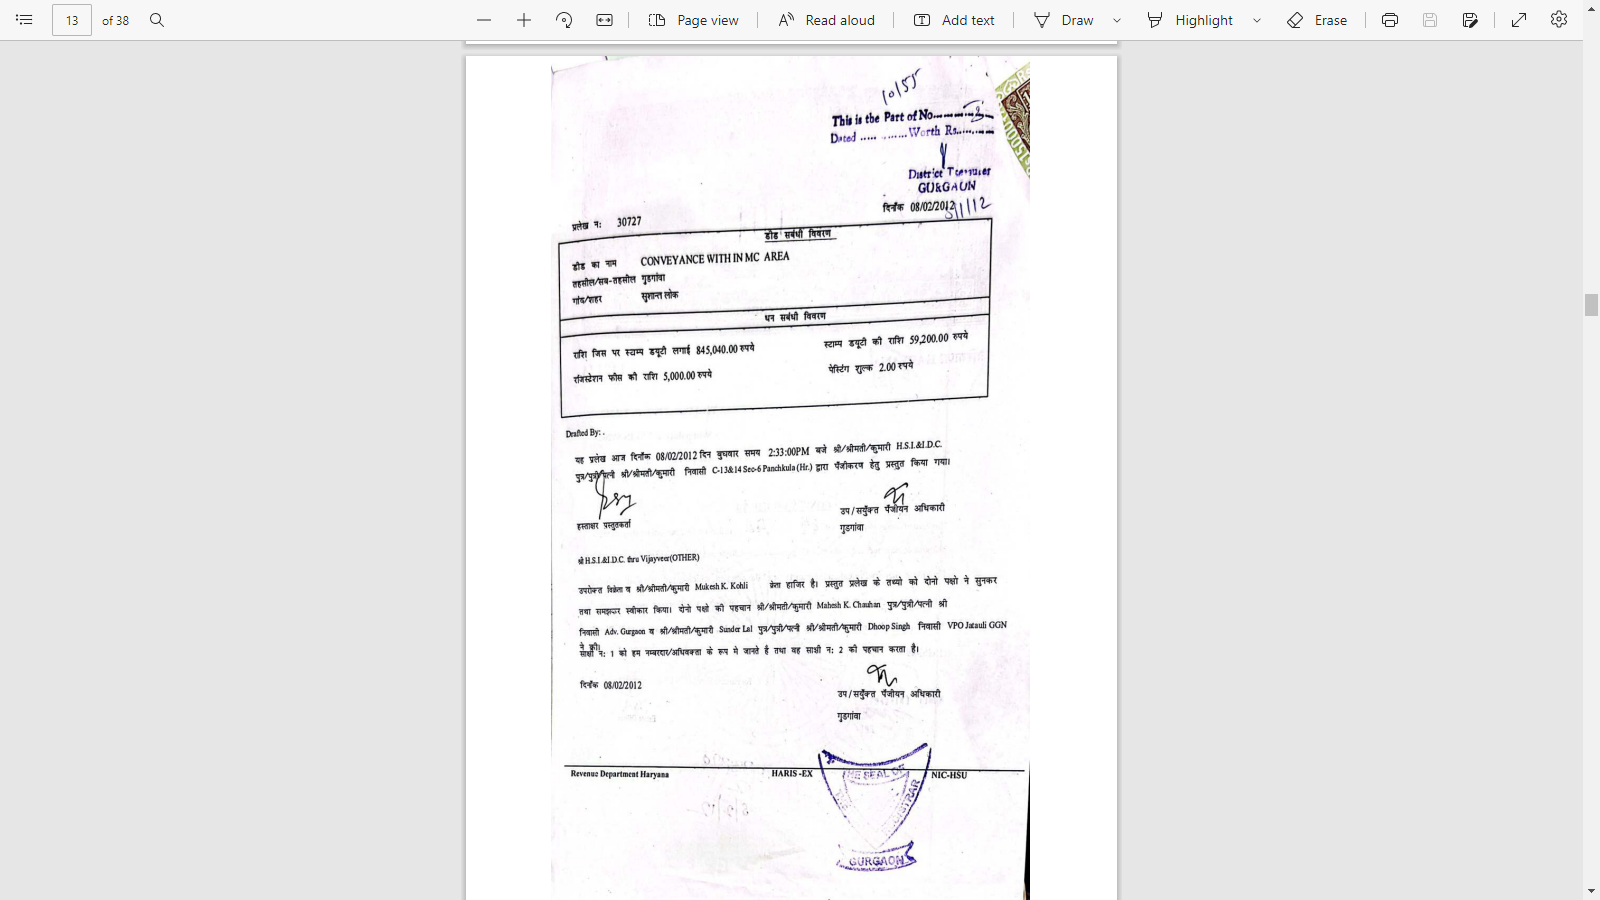 13 of 38 Page view Read aloud Add text Draw Highlight Erase
10/55
This is the Part of No............3
Dated ..... ........Worth Rs..........
District Treasurer
GURGAON
दिनाँक 08/02/2012
प्रलेख न: 30727
डीड सबंधी विवरण
डीड का नाम CONVEYANCE WITH IN MC AREA
तहसील/सब-तहसील गुडगांवा
गांव/शहर सुशान्त लोक
धन सबंधी विवरण
राशि जिस पर स्टाम्प डयूटी लगाई 845,040.00 रुपये स्टाम्प डयूटी की राशि 59,200.00 रुपये
रजिस्ट्रेशन फीस की राशि 5,000.00 रुपये पेस्टिंग शुल्क 2.00 रुपये
Drafted By: .
यह प्रलेख आज दिनाँक 08/02/2012 दिन बुधवार समय 2:33:00PM बजे श्री/श्रीमती/कुमारी H.S.I.&I.D.C.
पुत्र/पुत्री/पत्नी श्री/श्रीमती/कुमारी निवासी C-13&14 Sec-6 Panchkula (Hr.) द्वारा पँजीकरण हेतु प्रस्तुत किया गया।
हस्ताक्षर प्रस्तुतकर्ता
उप/सयुँक्त पँजीयन अधिकारी
गुडगांवा
श्री H.S.I.&I.D.C. thru Vijayveer(OTHER)
उपरोक्त विक्रेता व श्री/श्रीमती/कुमारी Mukesh K. Kohli क्रेता हाजिर है। प्रस्तुत प्रलेख के तथ्यो को दोनो पक्षो ने सुनकर
तथा समझकर स्वीकार किया। दोनो पक्षो की पहचान श्री/श्रीमती/कुमारी Mahesh K. Chauhan पुत्र/पुत्री/पत्नी श्री
निवासी Adv. Gurgaon व श्री/श्रीमती/कुमारी Sunder Lal पुत्र/पुत्री/पत्नी श्री/श्रीमती/कुमारी Dhoop Singh निवासी VPO Jatauli GGN
ने की।
साक्षी न: 1 को हम नम्बरदार/अधिवक्ता के रूप मे जानते है तथा वह साक्षी न: 2 की पहचान करता है।
दिनाँक 08/02/2012
उप/सयुँक्त पँजीयन अधिकारी
गुडगांवा
Revenue Department Haryana HARIS -EX NIC-HSU
THE SEAL OF
GURGAON